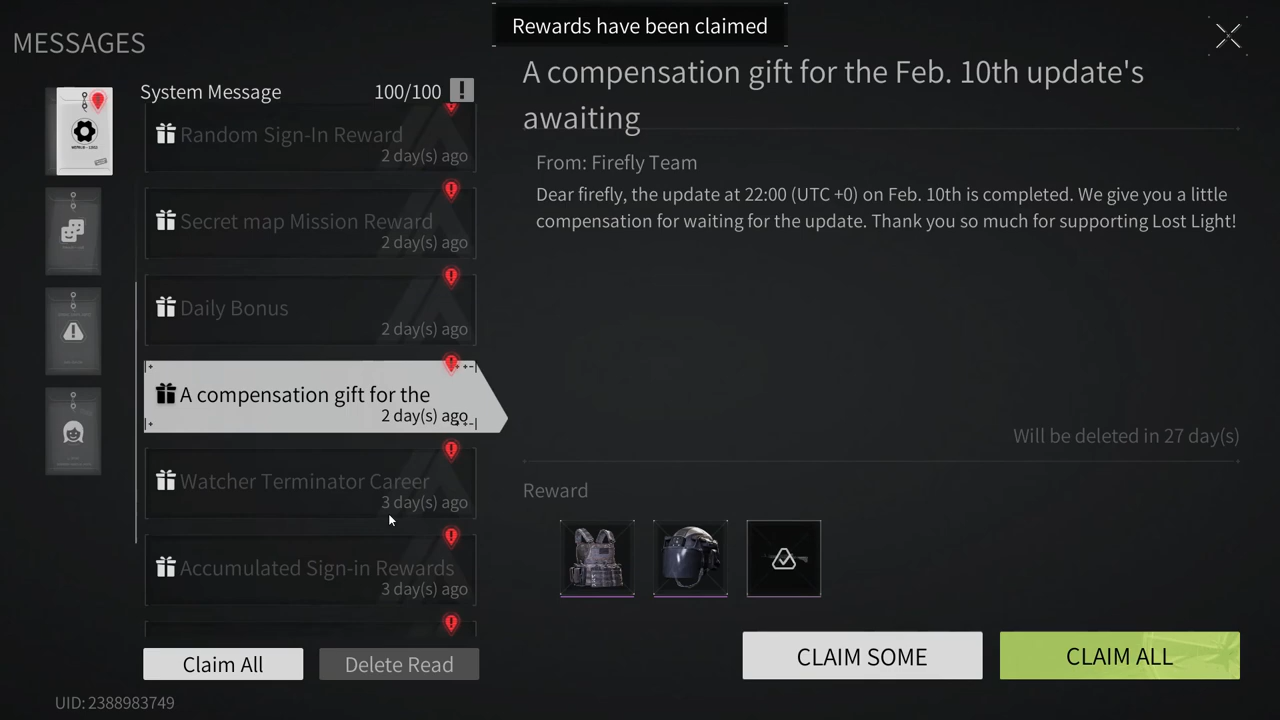 Rewards have been claimed
MESSAGES
System Message 100/100
Random Sign-In Reward
2 day(s) ago
Secret map Mission Reward
2 day(s) ago
Daily Bonus
2 day(s) ago
A compensation gift for the
2 day(s) ago
Watcher Terminator Career
3 day(s) ago
Accumulated Sign-in Rewards
3 day(s) ago
Claim All
Delete Read
UID: 2388983749
A compensation gift for the Feb. 10th update's
awaiting
From: Firefly Team
Dear firefly, the update at 22:00 (UTC +0) on Feb. 10th is completed. We give you a little
compensation for waiting for the update. Thank you so much for supporting Lost Light!
Will be deleted in 27 day(s)
Reward
CLAIM SOME
CLAIM ALL